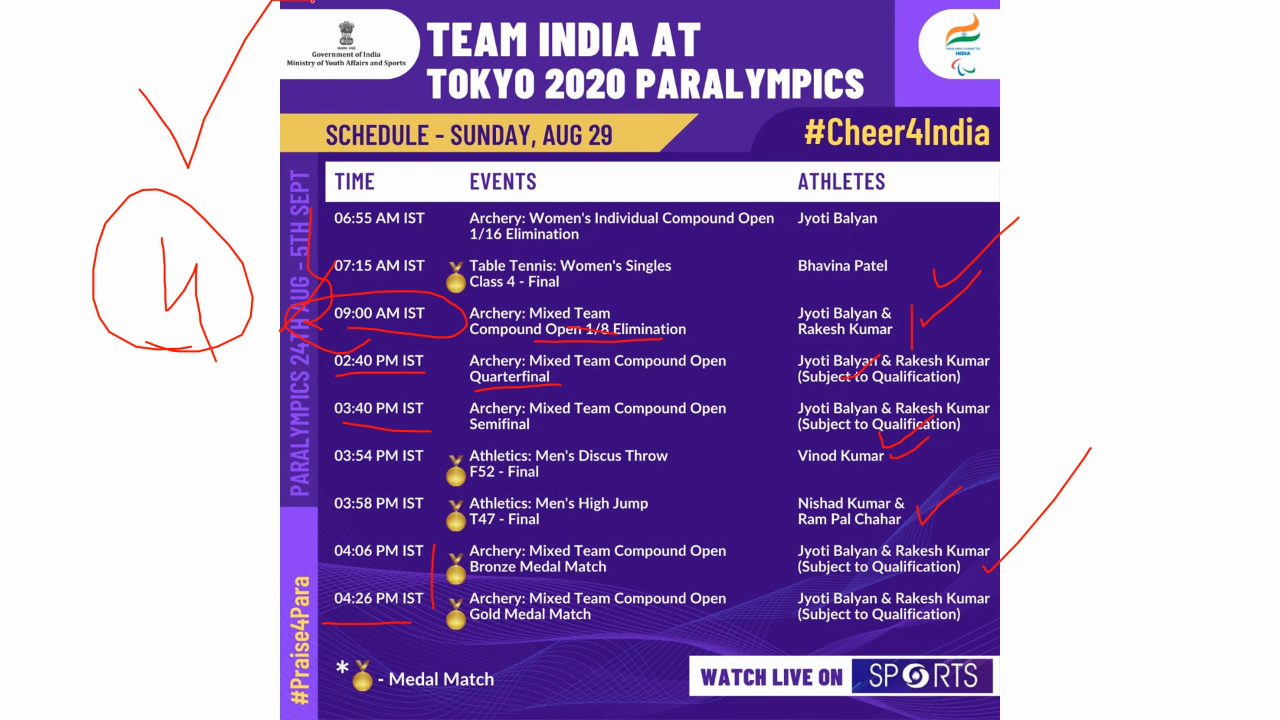 Government of India
Ministry of Youth Affairs and Sports
TEAM INDIA AT
TOKYO 2020 PARALYMPICS
PARALYMPIC COMMITTEE
INDIA
SCHEDULE - SUNDAY, AUG 29
#Cheer4India
PARALYMPICS 24TH AUG - 5TH SEPT
#Praise4Para
4
TIME EVENTS ATHLETES
06:55 AM IST Archery: Women's Individual Compound Open Jyoti Balyan
1/16 Elimination
07:15 AM IST Table Tennis: Women's Singles Bhavina Patel
Class 4 - Final
09:00 AM IST Archery: Mixed Team Jyoti Balyan &
Compound Open 1/8 Elimination Rakesh Kumar
02:40 PM IST Archery: Mixed Team Compound Open Jyoti Balyan & Rakesh Kumar
Quarterfinal (Subject to Qualification)
03:40 PM IST Archery: Mixed Team Compound Open Jyoti Balyan & Rakesh Kumar
Semifinal (Subject to Qualification)
03:54 PM IST Athletics: Men's Discus Throw Vinod Kumar
F52 - Final
03:58 PM IST Athletics: Men's High Jump Nishad Kumar &
T47 - Final Ram Pal Chahar
04:06 PM IST Archery: Mixed Team Compound Open Jyoti Balyan & Rakesh Kumar
Bronze Medal Match (Subject to Qualification)
04:26 PM IST Archery: Mixed Team Compound Open Jyoti Balyan & Rakesh Kumar
Gold Medal Match (Subject to Qualification)
* - Medal Match
WATCH LIVE ON DD SPORTS